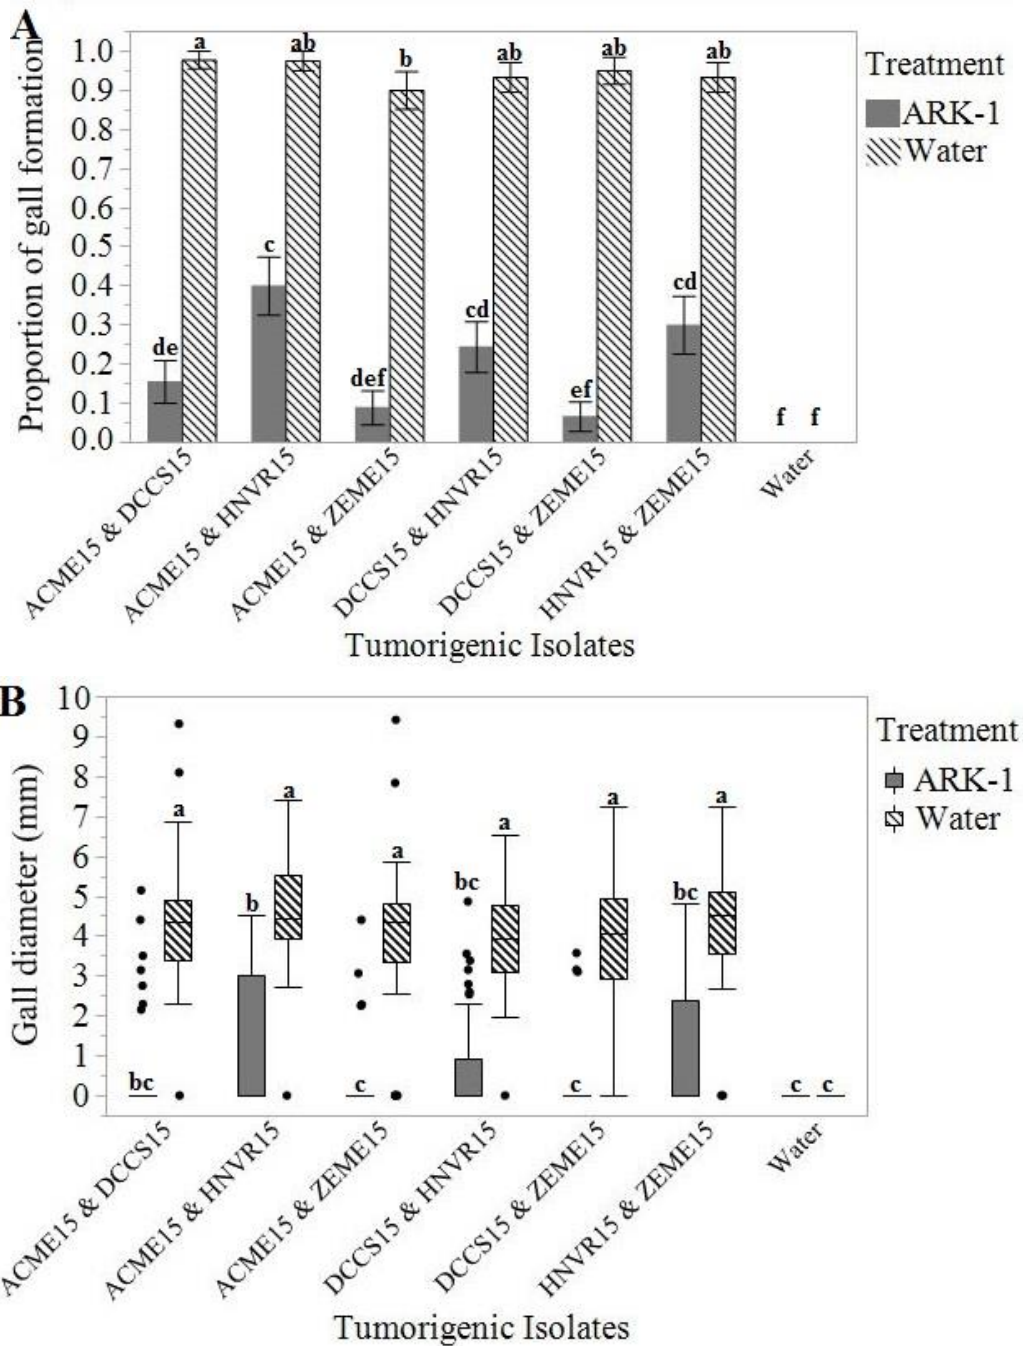 A
Proportion of gall formation
1.0
0.9
0.8
0.7
0.6
0.5
0.4
0.3
0.2
0.1
0.0
a
ab
b
ab
ab
ab
de
c
def
cd
ef
cd
f f
Treatment
ARK-1
Water
ACME15 & DCCS15
ACME15 & HNVR15
ACME15 & ZEME15
DCCS15 & HNVR15
DCCS15 & ZEME15
HNVR15 & ZEME15
Water
Tumorigenic Isolates
B
Gall diameter (mm)
10
9
8
7
6
5
4
3
2
1
0
bc
a
b
a
c
a
bc
a
c
a
bc
a
c c
Treatment
ARK-1
Water
ACME15 & DCCS15
ACME15 & HNVR15
ACME15 & ZEME15
DCCS15 & HNVR15
DCCS15 & ZEME15
HNVR15 & ZEME15
Water
Tumorigenic Isolates